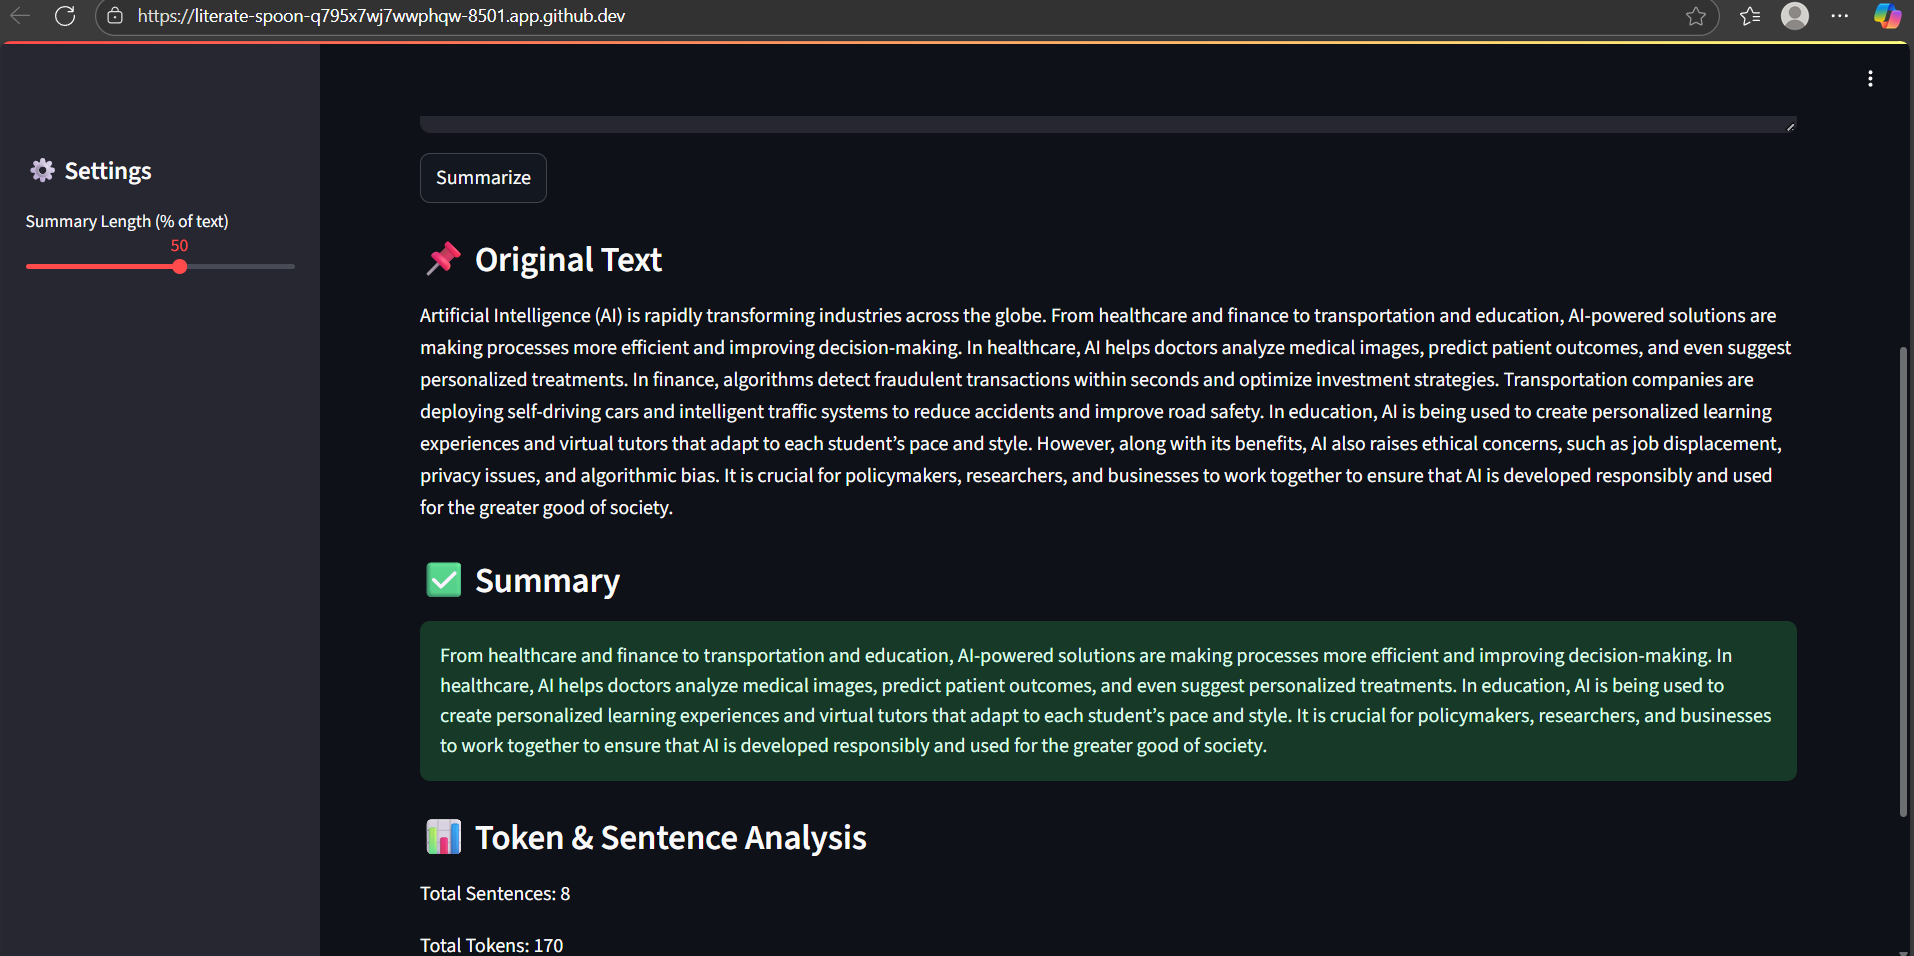 https://literate-spoon-q795x7wj7wwphqw-8501.app.github.dev
Settings
Summary Length (% of text)
50
Summarize
Original Text
Artificial Intelligence (AI) is rapidly transforming industries across the globe. From healthcare and finance to transportation and education, AI-powered solutions are
making processes more efficient and improving decision-making. In healthcare, AI helps doctors analyze medical images, predict patient outcomes, and even suggest
personalized treatments. In finance, algorithms detect fraudulent transactions within seconds and optimize investment strategies. Transportation companies are
deploying self-driving cars and intelligent traffic systems to reduce accidents and improve road safety. In education, AI is being used to create personalized learning
experiences and virtual tutors that adapt to each student’s pace and style. However, along with its benefits, AI also raises ethical concerns, such as job displacement,
privacy issues, and algorithmic bias. It is crucial for policymakers, researchers, and businesses to work together to ensure that AI is developed responsibly and used
for the greater good of society.
Summary
From healthcare and finance to transportation and education, AI-powered solutions are making processes more efficient and improving decision-making. In
healthcare, AI helps doctors analyze medical images, predict patient outcomes, and even suggest personalized treatments. In education, AI is being used to
create personalized learning experiences and virtual tutors that adapt to each student’s pace and style. It is crucial for policymakers, researchers, and businesses
to work together to ensure that AI is developed responsibly and used for the greater good of society.
Token & Sentence Analysis
Total Sentences: 8
Total Tokens: 170